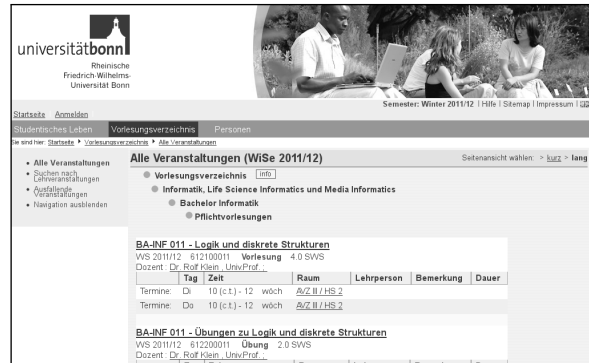 universitätbonn
Rheinische
Friedrich-Wilhelms-
Universität Bonn
Semester: Winter 2011/12 | Hilfe | Sitemap | Impressum |
Startseite Anmelden
Studentisches Leben Vorlesungsverzeichnis Personen
Sie sind hier: Startseite Vorlesungsverzeichnis Alle Veranstaltungen
Alle Veranstaltungen
Suchen nach
Lehrveranstaltungen
Ausfallende
Veranstaltungen
Navigation ausblenden
Alle Veranstaltungen (WiSe 2011/12) Seitenansicht wählen: > kurz > lang
Vorlesungsverzeichnis info
Informatik, Life Science Informatics und Media Informatics
Bachelor Informatik
Pflichtvorlesungen
BA-INF 011 - Logik und diskrete Strukturen
WS 2011/12 612100011 Vorlesung 4.0 SWS
Dozent : Dr. Rolf Klein , Univ.Prof. ;
Tag Zeit Raum Lehrperson Bemerkung Dauer
Termine: Di 10 (c.t.) - 12 wöch AVZ III / HS 2
Termine: Do 10 (c.t.) - 12 wöch AVZ III / HS 2
BA-INF 011 - Übungen zu Logik und diskrete Strukturen
WS 2011/12 612200011 Übung 2.0 SWS
Dozent : Dr. Rolf Klein , Univ.Prof. ;